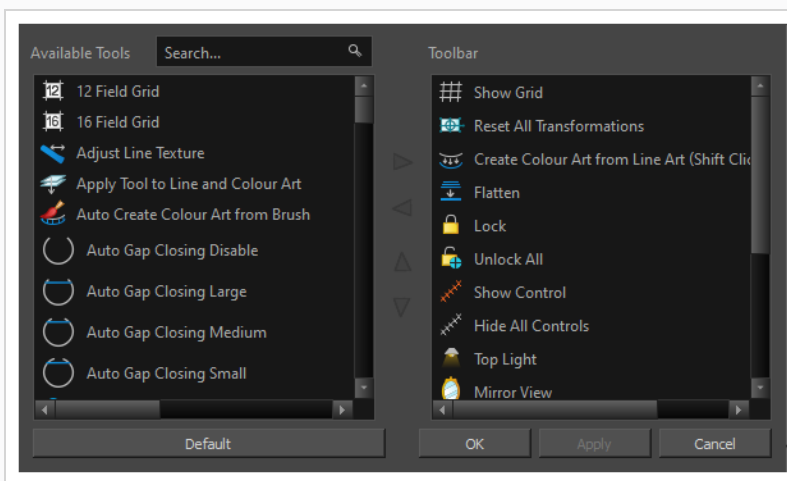 Available Tools
Search...
12 Field Grid
16 Field Grid
Adjust Line Texture
Apply Tool to Line and Colour Art
Auto Create Colour Art from Brush
Auto Gap Closing Disable
Auto Gap Closing Large
Auto Gap Closing Medium
Auto Gap Closing Small
Default
Toolbar
Show Grid
Reset All Transformations
Create Colour Art from Line Art (Shift Clic
Flatten
Lock
Unlock All
Show Control
Hide All Controls
Top Light
Mirror View
OK
Apply
Cancel